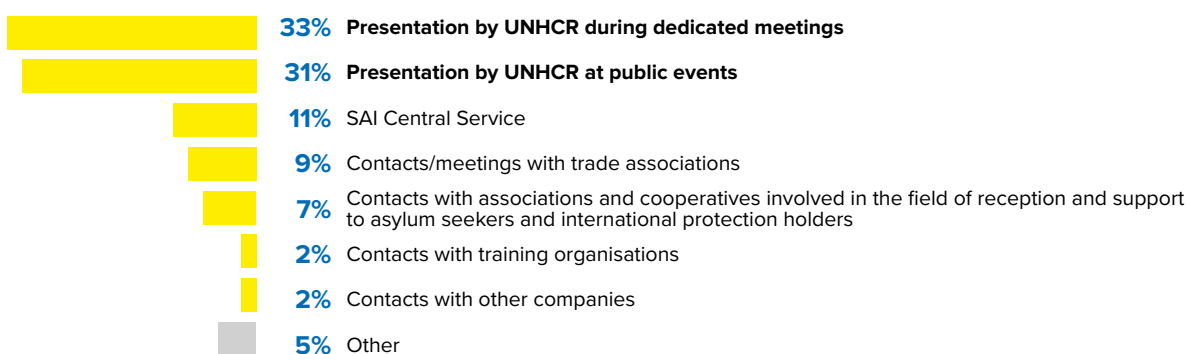 33% Presentation by UNHCR during dedicated meetings
31% Presentation by UNHCR at public events
11% SAI Central Service
9% Contacts/meetings with trade associations
7% Contacts with associations and cooperatives involved in the field of reception and support
to asylum seekers and international protection holders
2% Contacts with training organisations
2% Contacts with other companies
5% Other